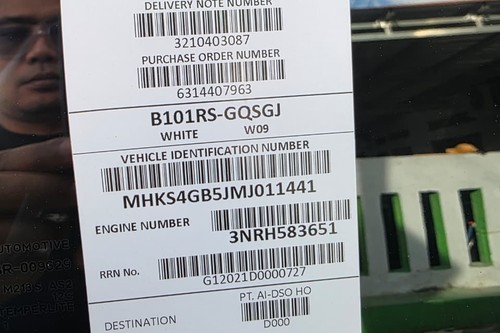 DELIVERY NOTE NUMBER
3210403087
PURCHASE ORDER NUMBER
6314407963
B101RS-GQSGJ
WHITE W09
VEHICLE IDENTIFICATION NUMBER
MHKS4GB5JMJ011441
ENGINE NUMBER
3NRH583651
RRN No.
G12021D0000727
PT. AI-DSO HO
DESTINATION
D000